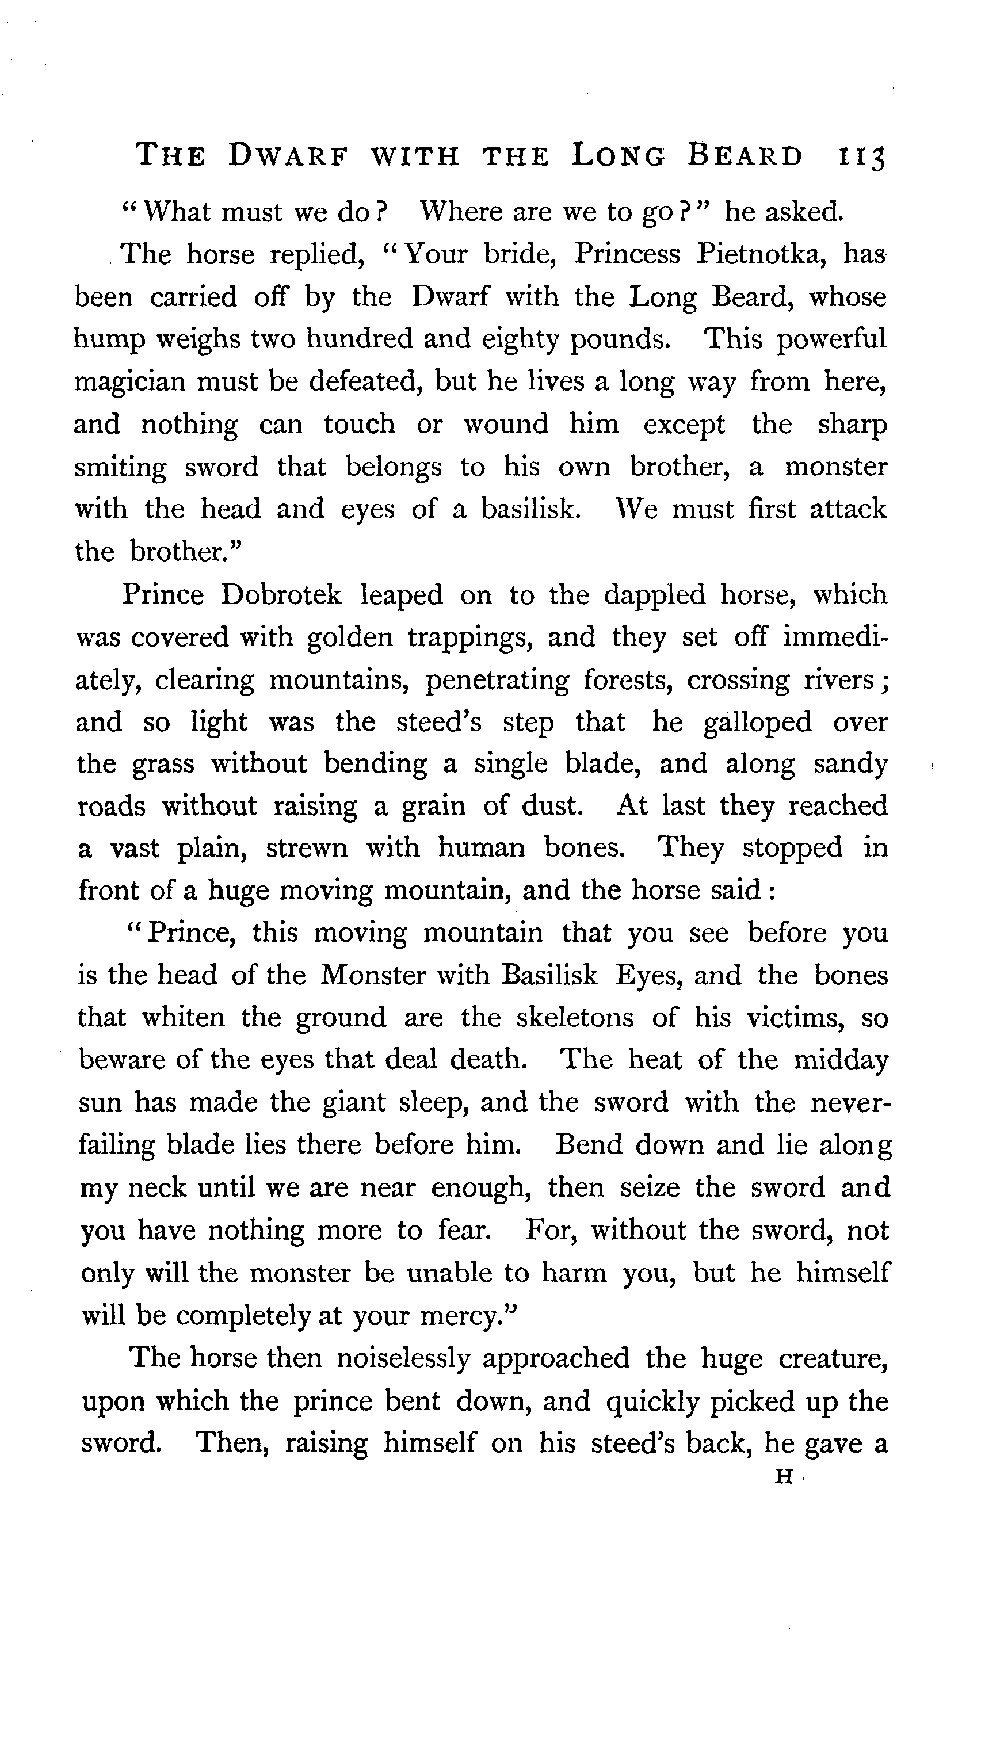 THE DWARF WITH THE LONG BEARD 113
"What must we do? Where are we to go?" he asked.
The horse replied, "Your bride, Princess Pietnotka, has
been carried off by the Dwarf with the Long Beard, whose
hump weighs two hundred and eighty pounds. This powerful
magician must be defeated, but he lives a long way from here,
and nothing can touch or wound him except the sharp
smiting sword that belongs to his own brother, a monster
with the head and eyes of a basilisk. We must first attack
the brother."
Prince Dobrotek leaped on to the dappled horse, which
was covered with golden trappings, and they set off immedi-
ately, clearing mountains, penetrating forests, crossing rivers;
and so light was the steed's step that he galloped over
the grass without bending a single blade, and along sandy
roads without raising a grain of dust. At last they reached
a vast plain, strewn with human bones. They stopped in
front of a huge moving mountain, and the horse said:
"Prince, this moving mountain that you see before you
is the head of the Monster with Basilisk Eyes, and the bones
that whiten the ground are the skeletons of his victims, so
beware of the eyes that deal death. The heat of the midday
sun has made the giant sleep, and the sword with the never-
failing blade lies there before him. Bend down and lie along
my neck until we are near enough, then seize the sword and
you have nothing more to fear. For, without the sword, not
only will the monster be unable to harm you, but he himself
will be completely at your mercy."
The horse then noiselessly approached the huge creature,
upon which the prince bent down, and quickly picked up the
sword. Then, raising himself on his steed's back, he gave a
H